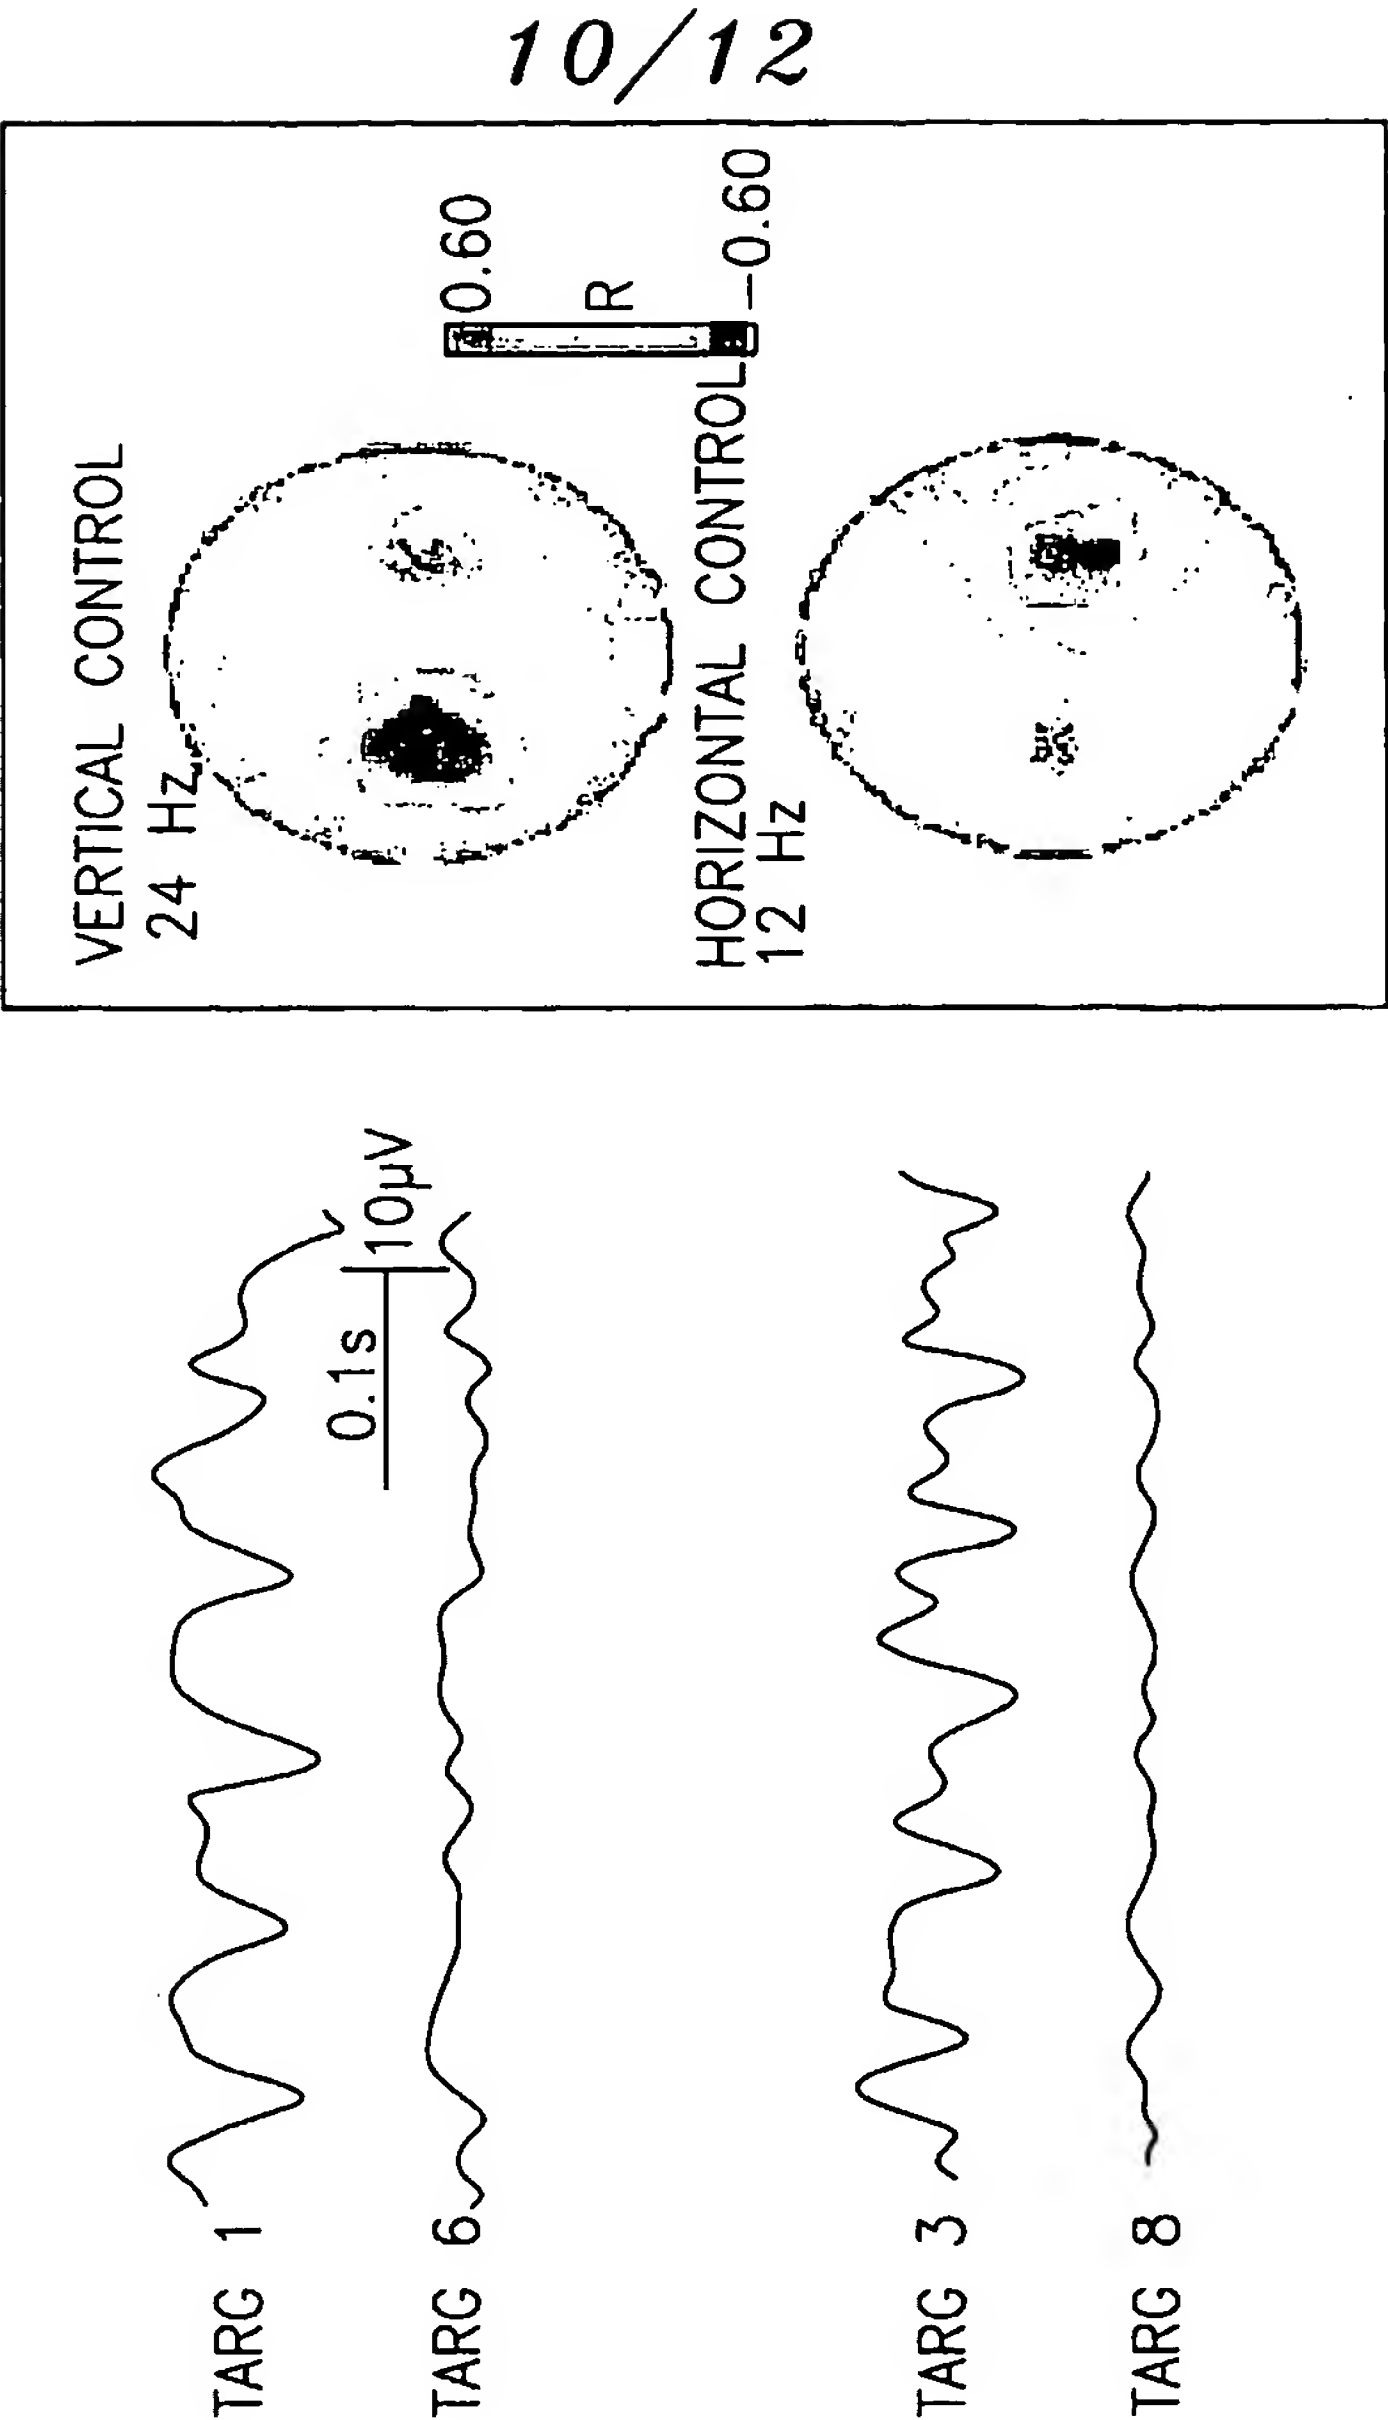 10/12
VERTICAL CONTROL
24 Hz
0.60
R
-0.60
HORIZONTAL CONTROL
12 Hz
TARG 1
10µV
0.1s
TARG 6
TARG 3
TARG 8